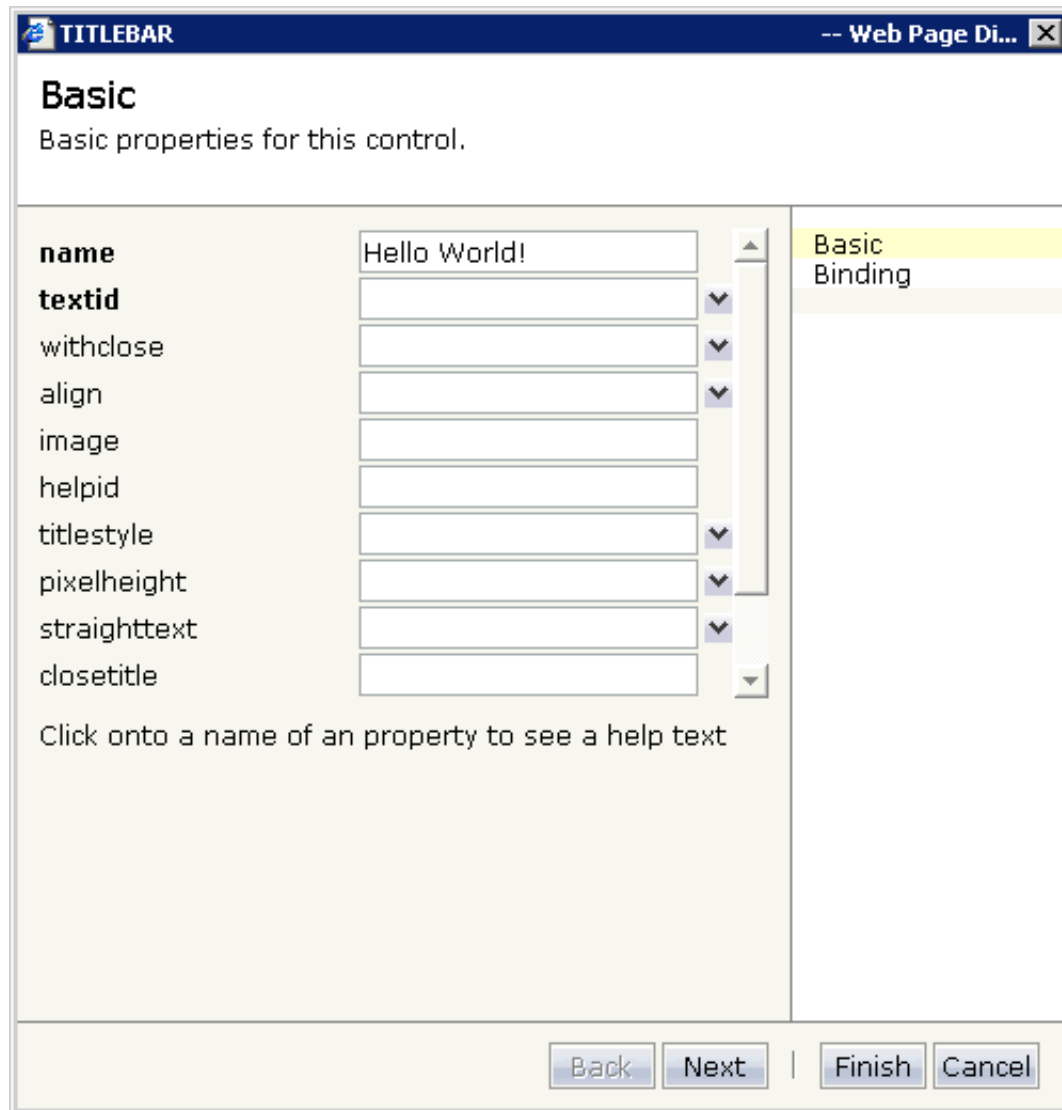 TITLEBAR -- Web Page Di...
Basic
Basic properties for this control.
name Hello World!
textid
withclose
align
image
helpid
titlestyle
pixelheight
straighttext
closetitle
Click onto a name of an property to see a help text
Basic
Binding
Back Next | Finish Cancel